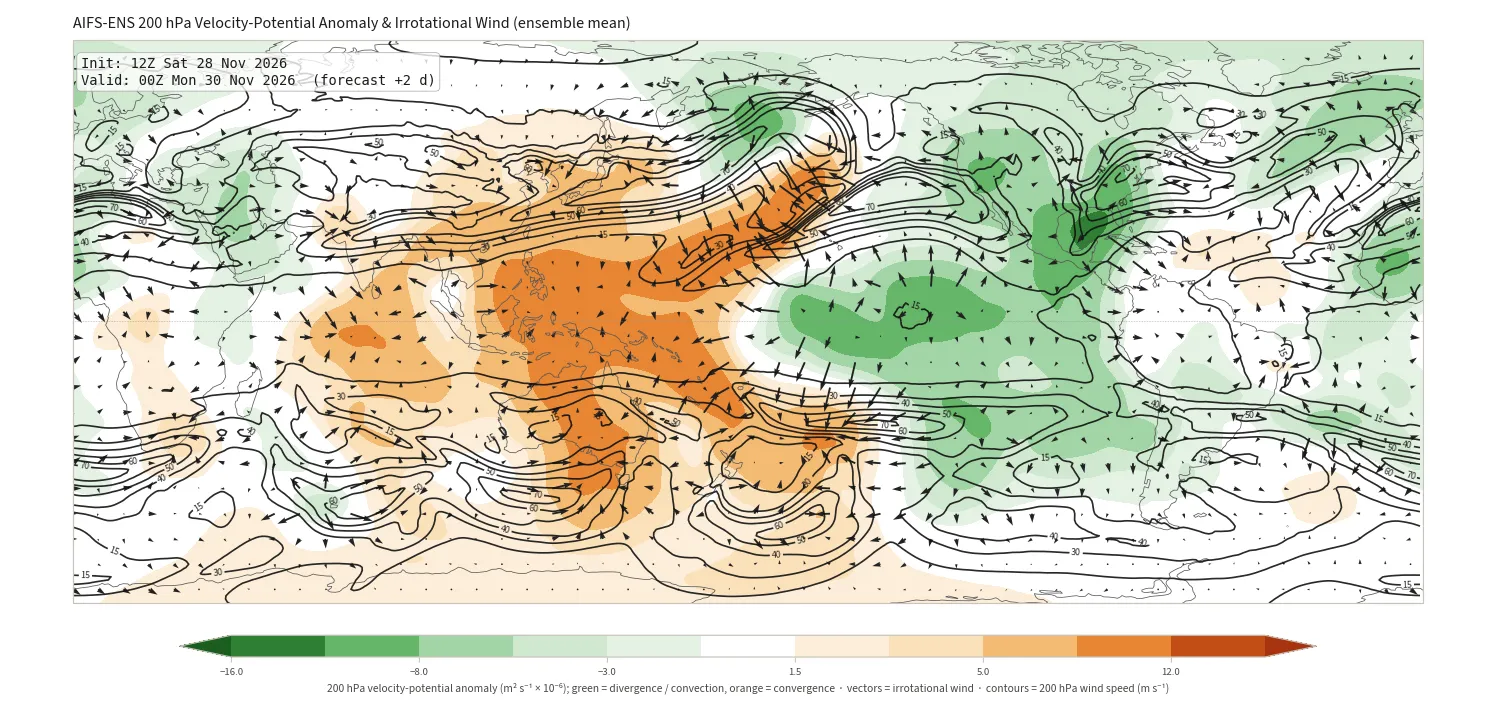 AIFS-ENS 200 hPa Velocity-Potential Anomaly & Irrotational Wind (ensemble mean)
Init: 12Z Sat 28 Nov 2026
Valid: 00Z Mon 30 Nov 2026 (forecast +2 d)
−16.0 −8.0 −3.0 1.5 5.0 12.0
200 hPa velocity-potential anomaly (m² s⁻¹ × 10⁻⁶); green = divergence / convection, orange = convergence · vectors = irrotational wind · contours = 200 hPa wind speed (m s⁻¹)